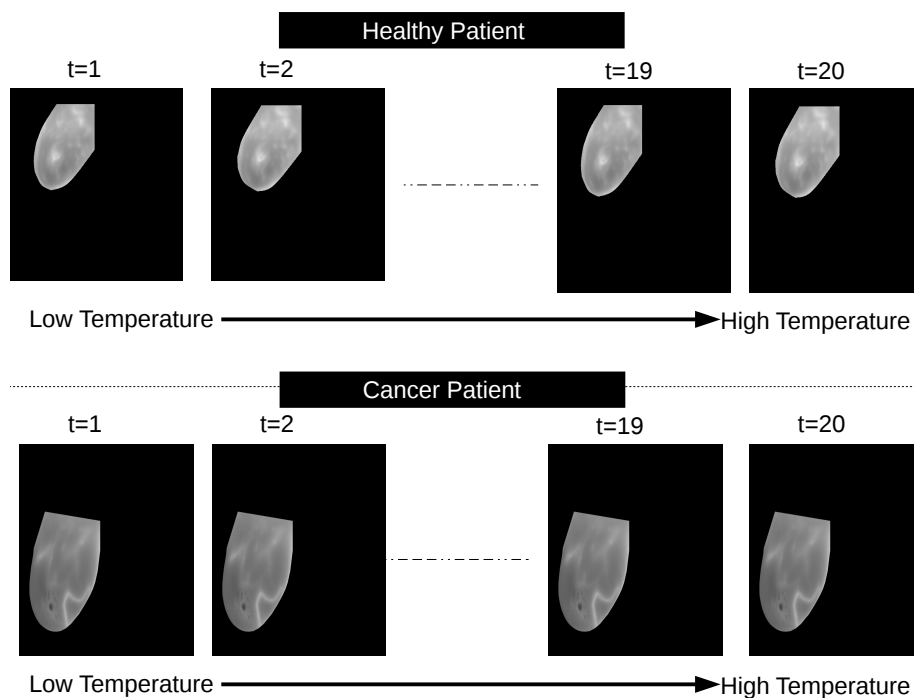 Healthy Patient
t=1
t=2
t=19
t=20
Low Temperature
High Temperature
Cancer Patient
t=1
t=2
t=19
t=20
Low Temperature
High Temperature